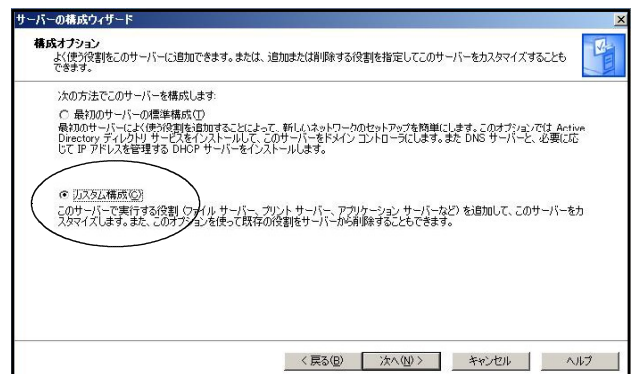 サーバーの構成ウィザード
構成オプション
よく使う役割をこのサーバーに追加できます。または、追加または削除する役割を指定してこのサーバーをカスタマイズすることも
できます。
次の方法でこのサーバーを構成します:
最初のサーバーの標準構成(T)
最初のサーバーによく使う役割を追加することによって、新しいネットワークのセットアップを簡単にします。このオプションでは Active
Directory ディレクトリ サービスをインストールして、このサーバーをドメイン コントローラにします。また DNS サーバーと、必要に応
じて IP アドレスを管理する DHCP サーバーをインストールします。
カスタム構成(C)
このサーバーで実行する役割 (ファイル サーバー、プリント サーバー、アプリケーション サーバーなど) を追加して、このサーバーをカ
スタマイズします。また、このオプションを使って既存の役割をサーバーから削除することもできます。
< 戻る(B)
次へ(N) >
キャンセル
ヘルプ